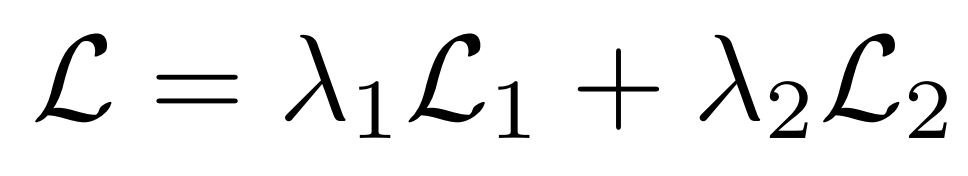 ℒ = λ₁ℒ₁ + λ₂ℒ₂